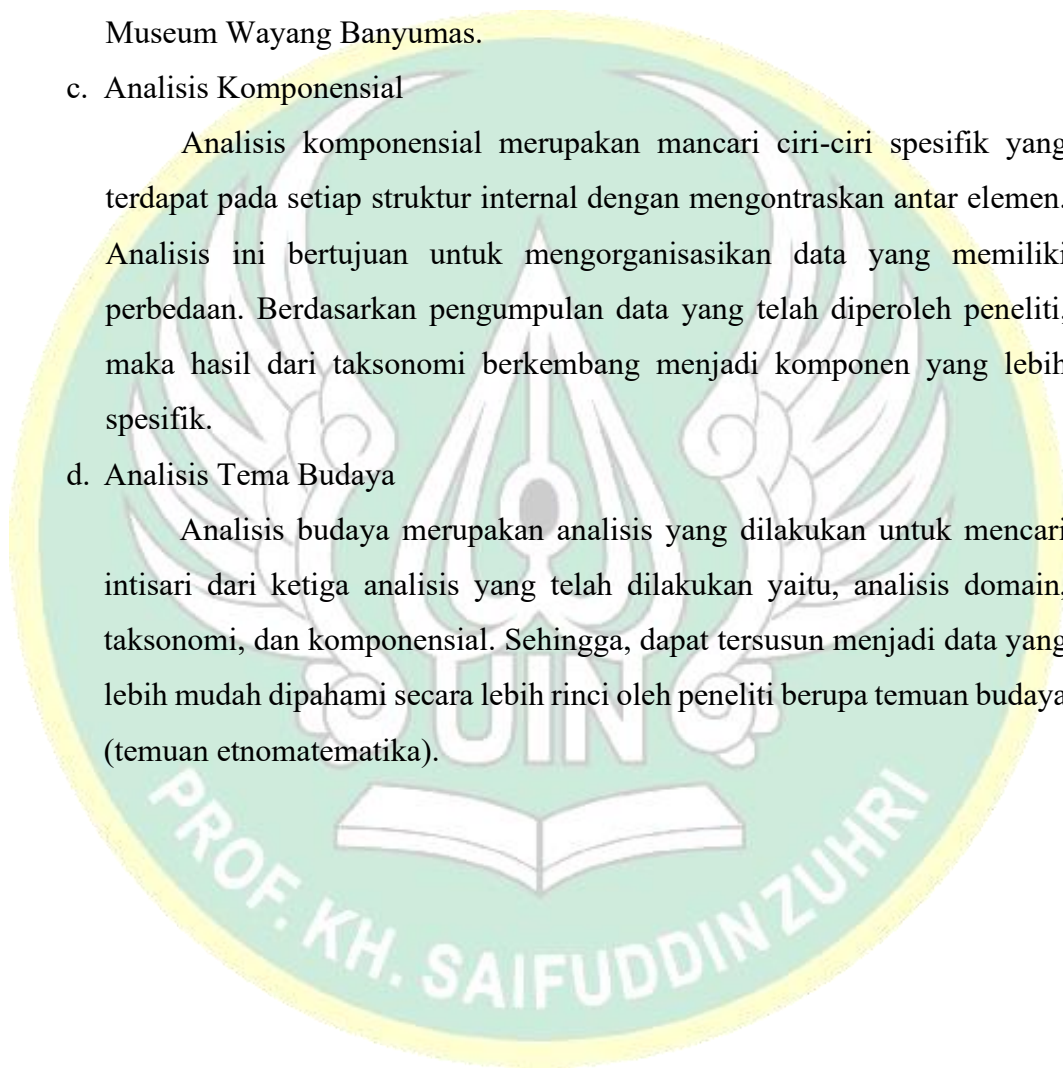 Museum Wayang Banyumas.
c. Analisis Komponensial
Analisis komponensial merupakan mancari ciri-ciri spesifik yang
terdapat pada setiap struktur internal dengan mengontraskan antar elemen.
Analisis ini bertujuan untuk mengorganisasikan data yang memiliki
perbedaan. Berdasarkan pengumpulan data yang telah diperoleh peneliti,
maka hasil dari taksonomi berkembang menjadi komponen yang lebih
spesifik.
d. Analisis Tema Budaya
Analisis budaya merupakan analisis yang dilakukan untuk mencari
intisari dari ketiga analisis yang telah dilakukan yaitu, analisis domain,
taksonomi, dan komponensial. Sehingga, dapat tersusun menjadi data yang
lebih mudah dipahami secara lebih rinci oleh peneliti berupa temuan budaya
(temuan etnomatematika).
UIN
PROF. KH. SAIFUDDIN ZUHRI